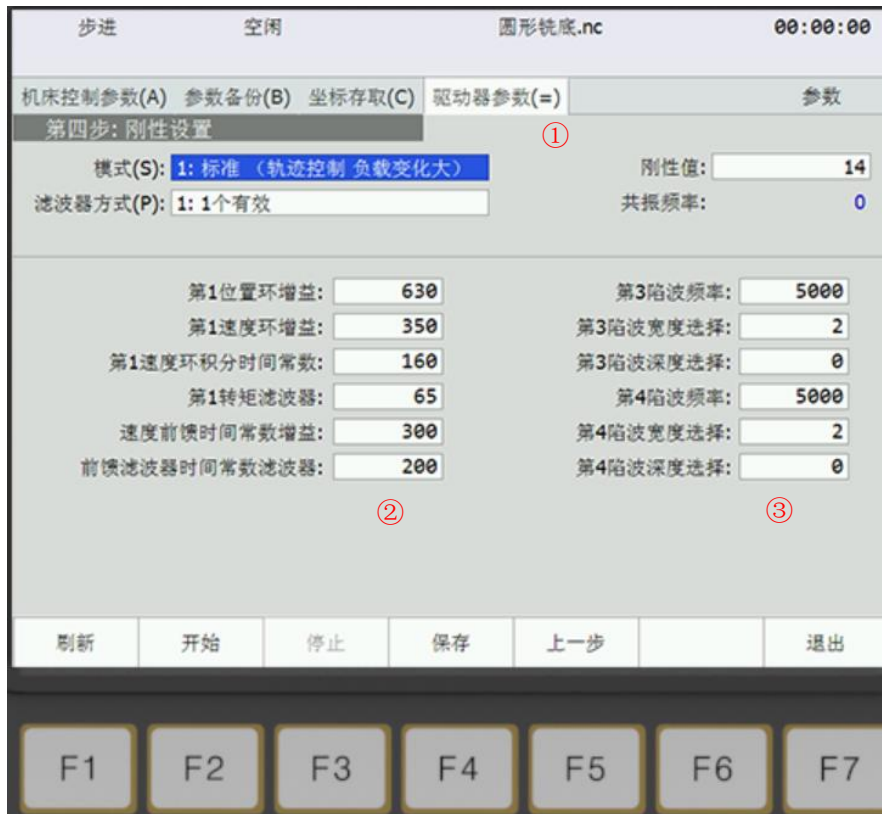 步进 空闲 圆形铣底.nc 00:00:00
机床控制参数(A) 参数备份(B) 坐标存取(C) 驱动器参数(=) 参数
第四步: 刚性设置
①
模式(S): 1: 标准 （轨迹控制 负载变化大） 刚性值: 14
滤波器方式(P): 1: 1个有效 共振频率: 0
第1位置环增益: 630 第3陷波频率: 5000
第1速度环增益: 350 第3陷波宽度选择: 2
第1速度环积分时间常数: 160 第3陷波深度选择: 0
第1转矩滤波器: 65 第4陷波频率: 5000
速度前馈时间常数增益: 300 第4陷波宽度选择: 2
前馈滤波器时间常数滤波器: 200 第4陷波深度选择: 0
② ③
刷新 开始 停止 保存 上一步 退出
F1 F2 F3 F4 F5 F6 F7